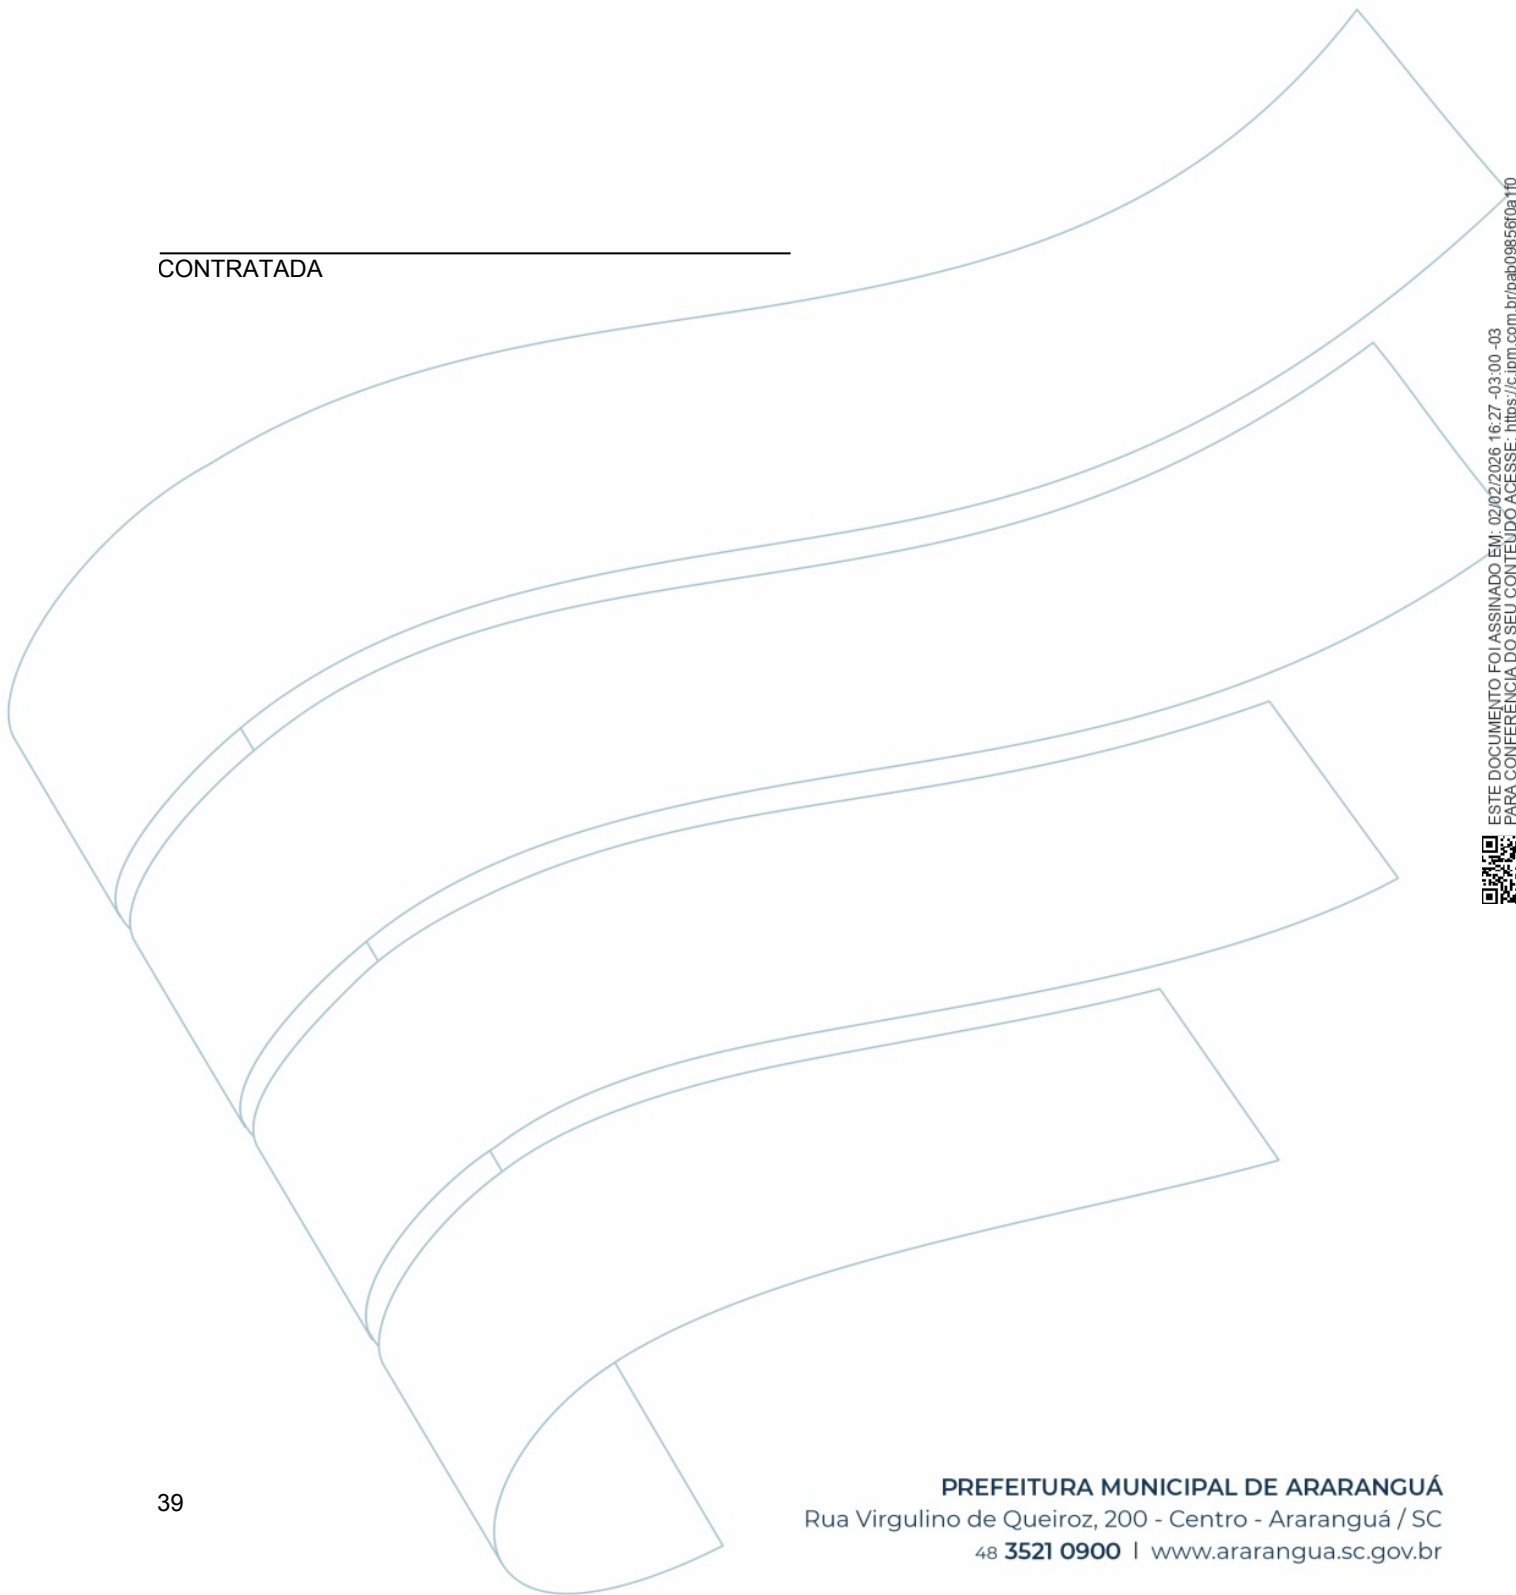 CONTRATADA
ESTE DOCUMENTO FOI ASSINADO EM: 02/02/2026 16:27 -03:00 -03
PARA CONFERÊNCIA DO SEU CONTEÚDO ACESSE: https://c.ipm.com.br/pab09856f0a1f0
39
PREFEITURA MUNICIPAL DE ARARANGUÁ
Rua Virgulino de Queiroz, 200 - Centro - Araranguá / SC
48 3521 0900 | www.ararangua.sc.gov.br